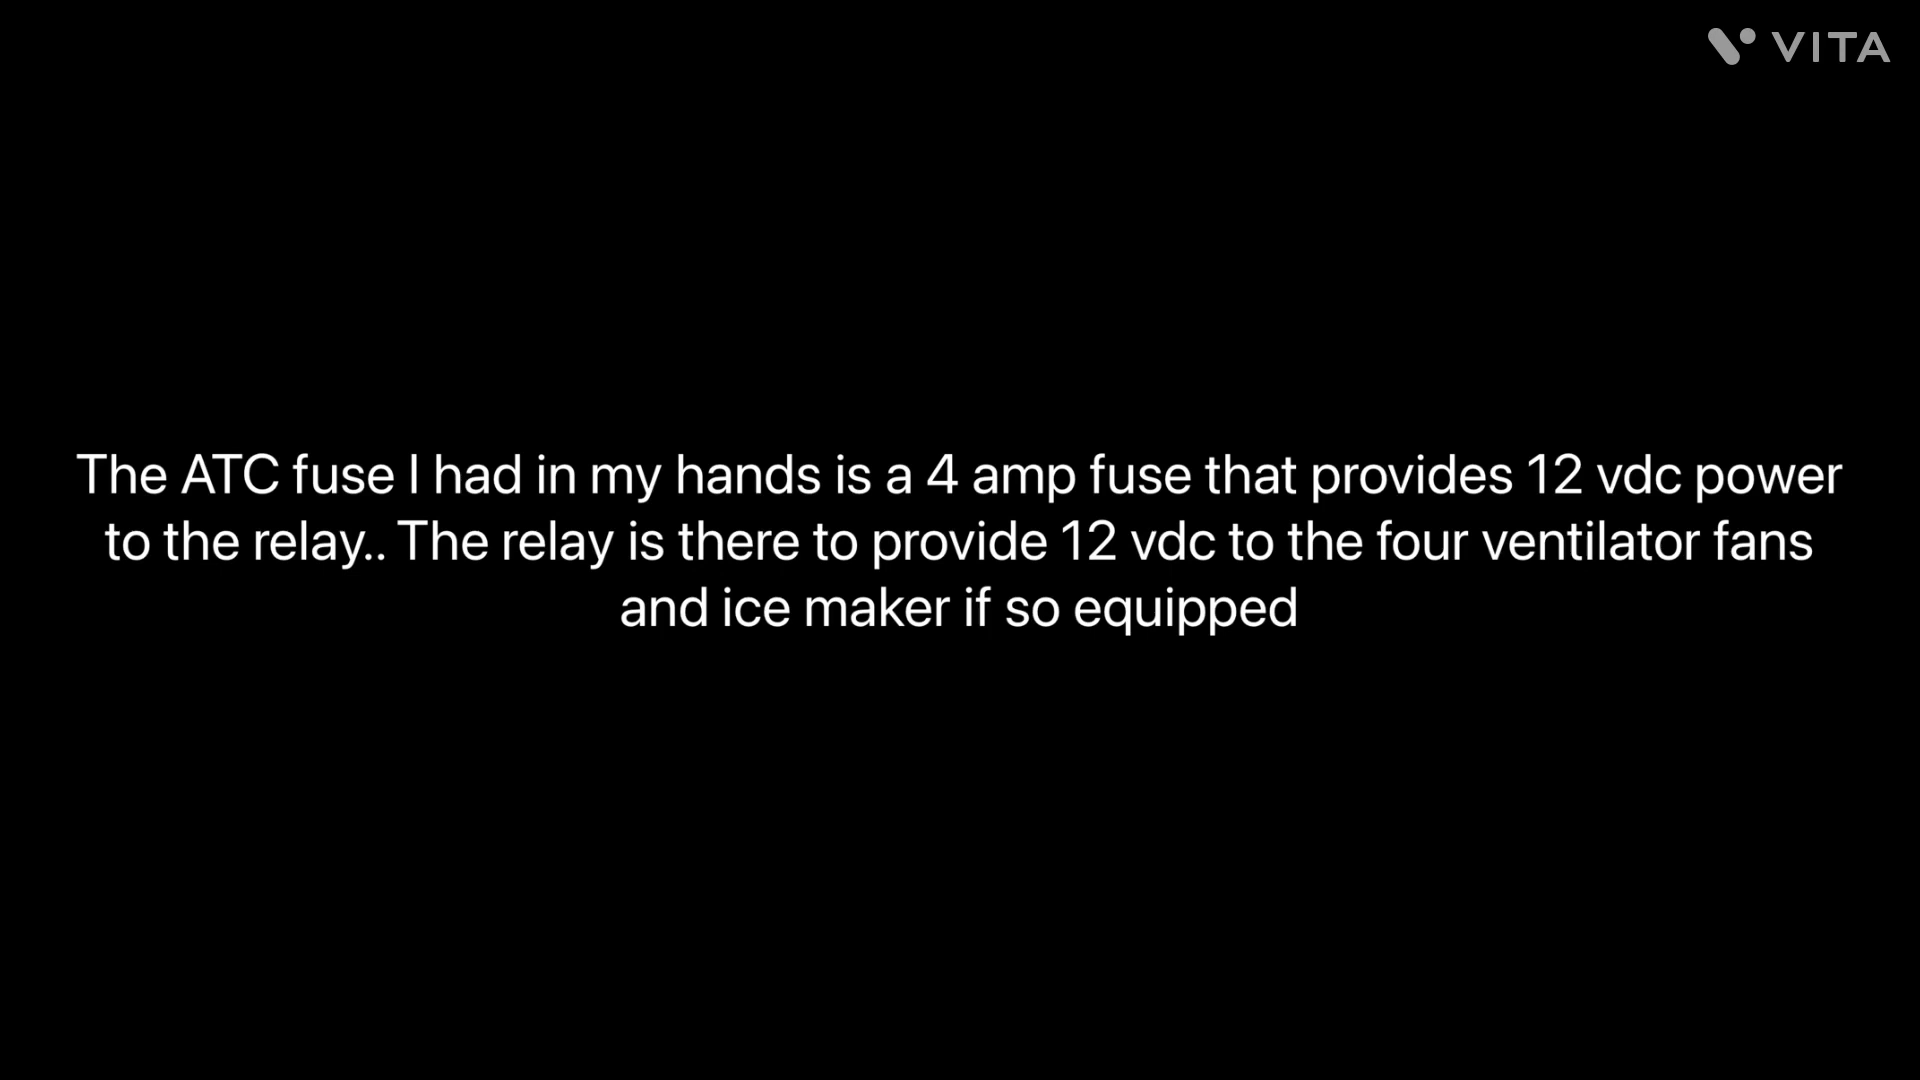 VITA
The ATC fuse I had in my hands is a 4 amp fuse that provides 12 vdc power
to the relay.. The relay is there to provide 12 vdc to the four ventilator fans
and ice maker if so equipped